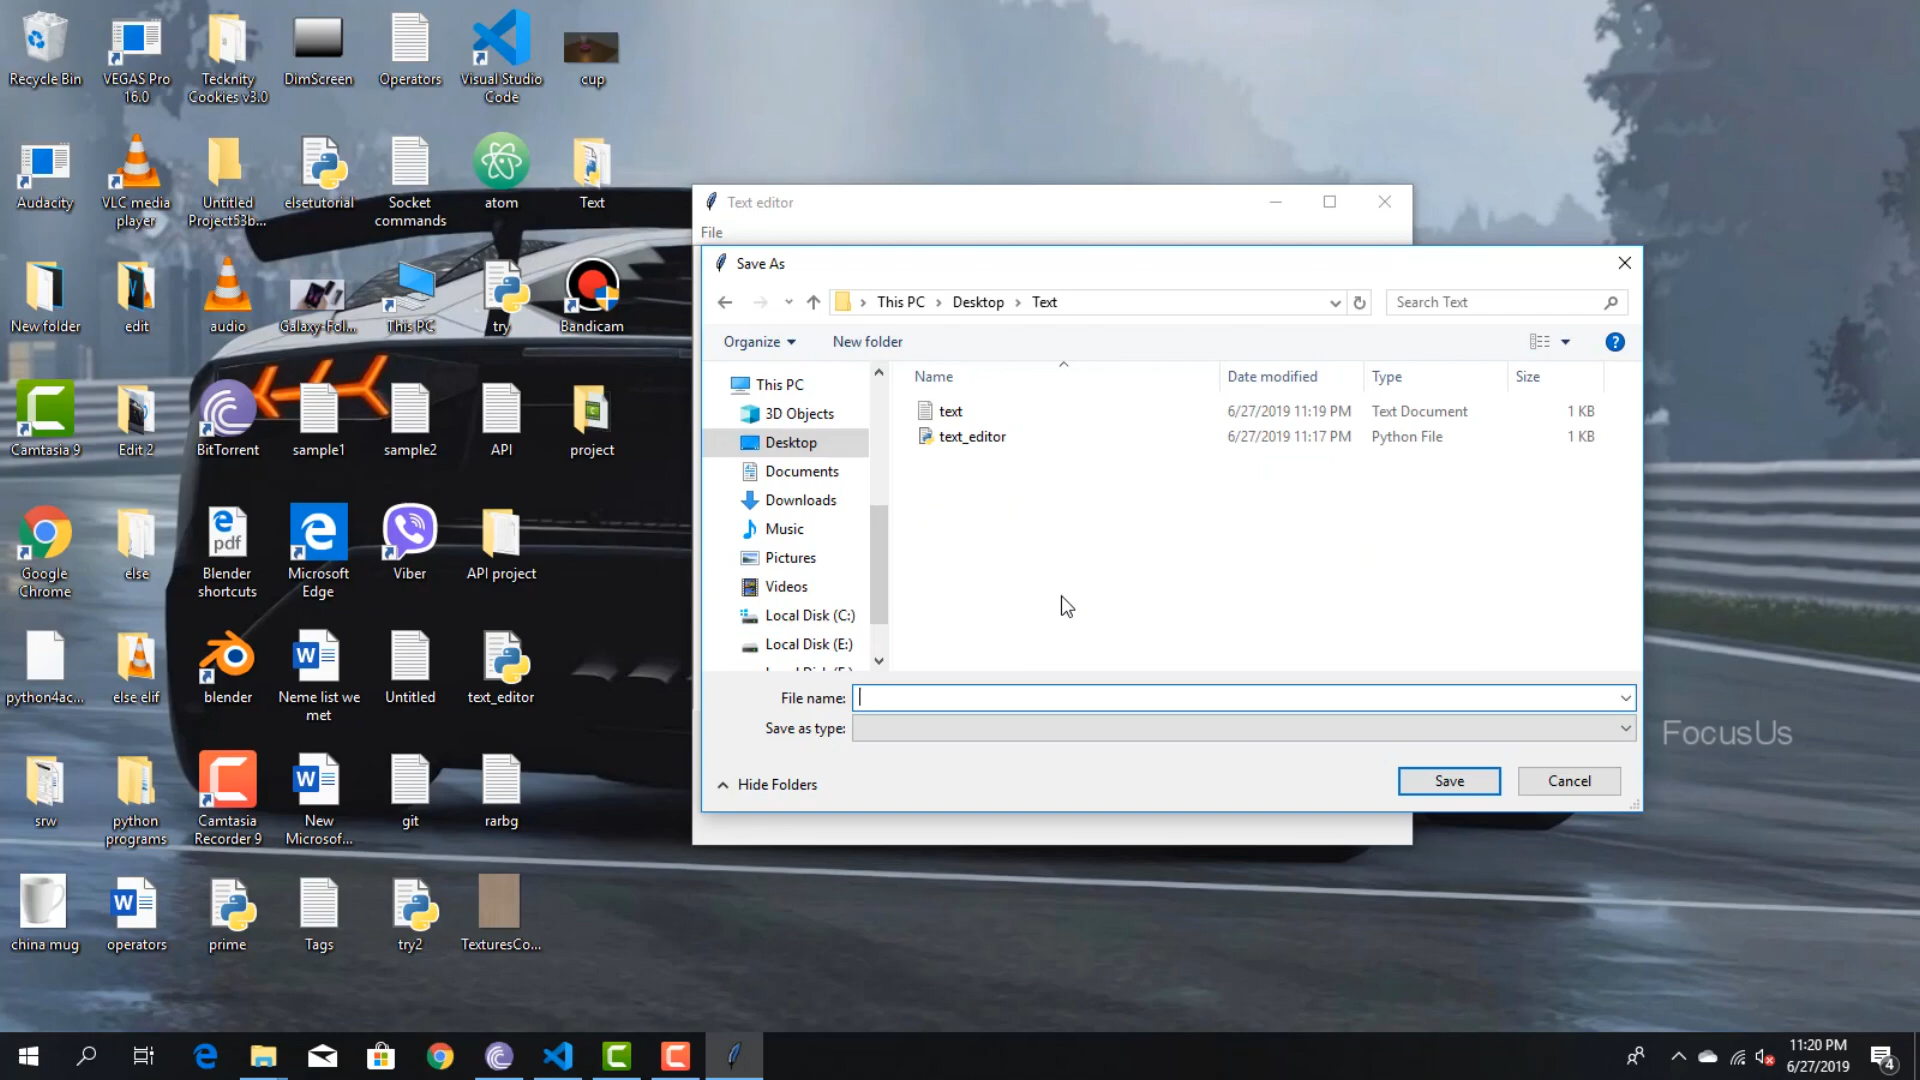 Recycle Bin
VEGAS Pro
16.0
Tecknity
Cookies v3.0
DimScreen
Operators
Visual Studio
Code
cup
Audacity
VLC media
player
Untitled
Project53b...
elsetutorial
Socket
commands
atom
Text
New folder
edit
audio
Galaxy-Fol...
This PC
try
Bandicam
Camtasia 9
Edit 2
BitTorrent
sample1
sample2
API
project
Google
Chrome
else
Blender
shortcuts
pdf
Microsoft
Edge
Viber
API project
python4ac...
else elif
blender
Neme list we
met
Untitled
text_editor
srw
python
programs
Camtasia
Recorder 9
New
Microsof...
git
rarbg
china mug
operators
prime
Tags
try2
TexturesCo...
Text editor
File
Save As
This PC
Desktop
Text
Search Text
Organize
New folder
This PC
3D Objects
Desktop
Documents
Downloads
Music
Pictures
Videos
Local Disk (C:)
Local Disk (E:)
Name
Date modified
Type
Size
text
6/27/2019 11:19 PM
Text Document
1 KB
text_editor
6/27/2019 11:17 PM
Python File
1 KB
File name:
Save as type:
Hide Folders
Save
Cancel
FocusUs
11:20 PM
6/27/2019
4